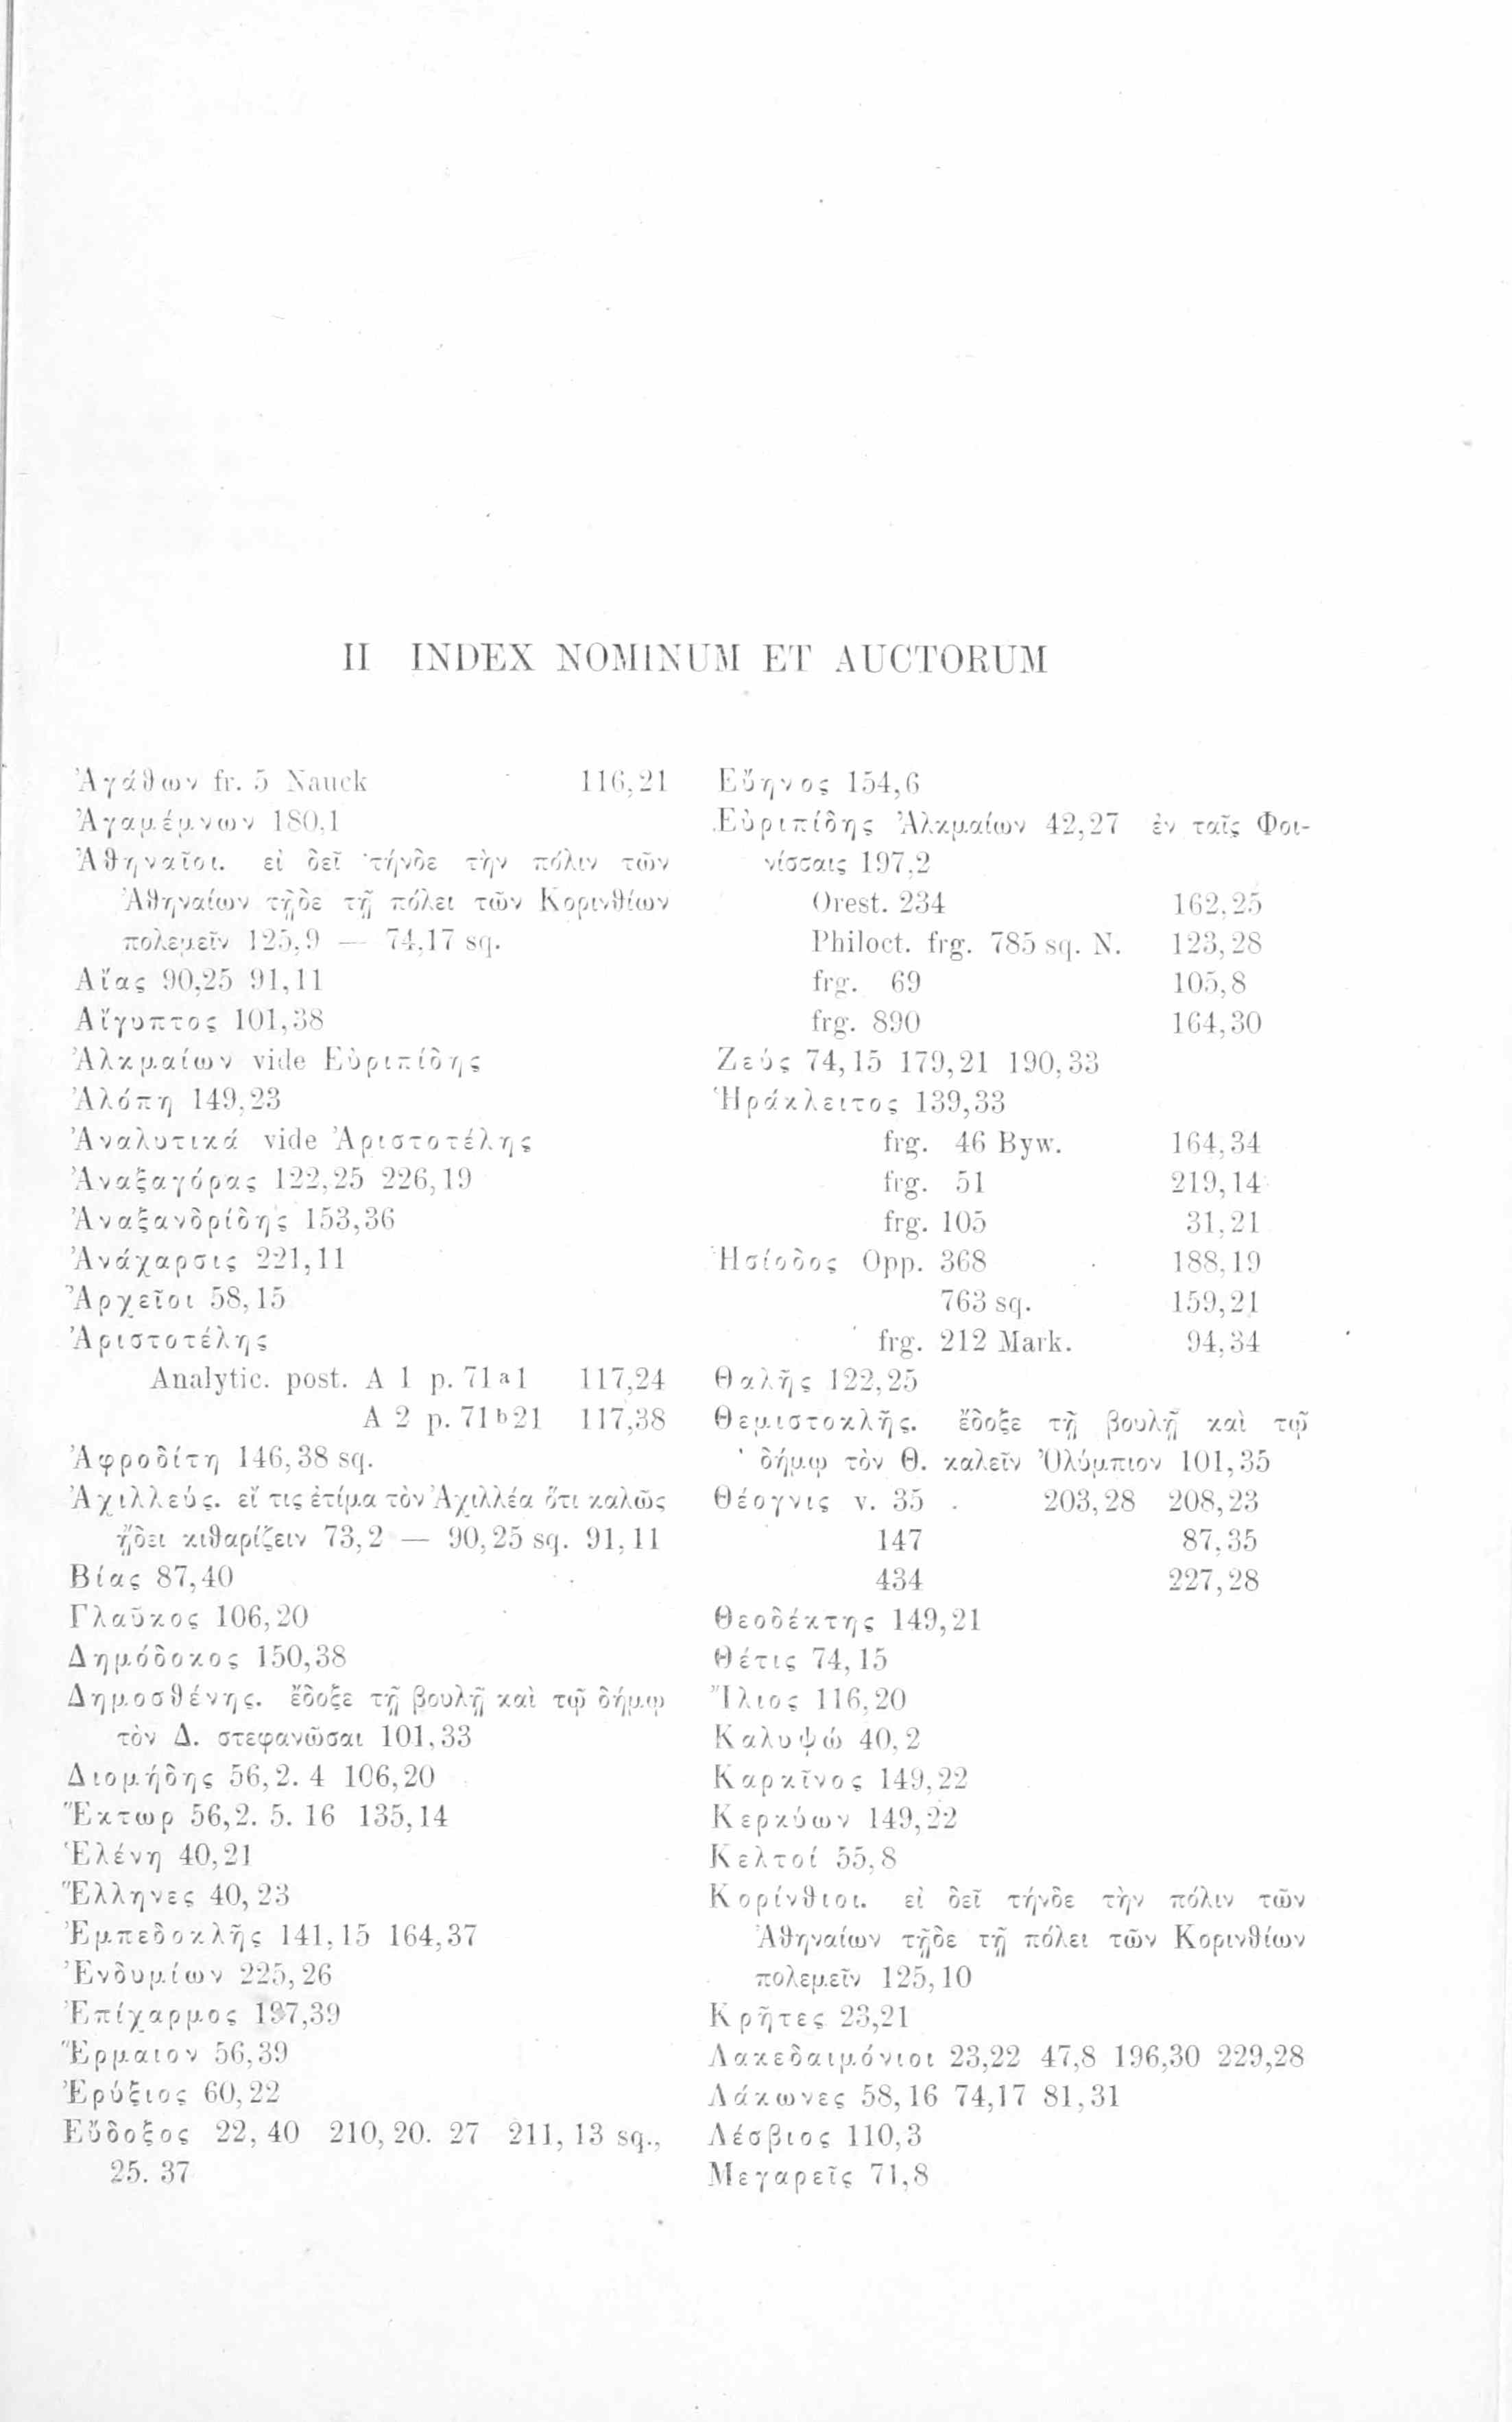 II INDEX NOMINUM ET AUCTORUM
Ἀγάθων fr. 5 Nauck 116,21
Ἀγαμέμνων 180,1
Ἀθηναῖοι. εἰ δεῖ τήνδε τὴν πόλιν τῶν
Ἀθηναίων τῇδε τῇ πόλει τῶν Κορινθίων
πολεμεῖν 125,9 — 74,17 sq.
Αἴας 90,25 91,11
Αἴγυπτος 101,38
Ἀλκμαίων vide Εὐριπίδης
Ἀλόπη 149,23
Ἀναλυτικά vide Ἀριστοτέλης
Ἀναξαγόρας 122,25 226,19
Ἀναξανδρίδης 153,36
Ἀνάχαρσις 221,11
Ἀργεῖοι 58,15
Ἀριστοτέλης
Analytic. post. A 1 p. 71a1 117,24
A 2 p. 71b21 117,38
Ἀφροδίτη 146,38 sq.
Ἀχιλλεύς. εἴ τις ἐτίμα τὸν Ἀχιλλέα ὅτι καλῶς
ᾔδει κιθαρίζειν 73,2 — 90,25 sq. 91,11
Βίας 87,40
Γλαῦκος 106,20
Δημόδοκος 150,38
Δημοσθένης. ἔδοξε τῇ βουλῇ καὶ τῷ δήμῳ
τὸν Δ. στεφανῶσαι 101,33
Διομήδης 56,2. 4 106,20
Ἕκτωρ 56,2. 5. 16 135,14
Ἑλένη 40,21
Ἕλληνες 40,23
Ἐμπεδοκλῆς 141,15 164,37
Ἐνδυμίων 225,26
Ἐπίχαρμος 197,39
Ἕρμαιον 56,39
Ἐρύξιος 60,22
Εὔδοξος 22,40 210,20. 27 211,13 sq.,
25. 37
Εὔηνος 154,6
Εὐριπίδης Ἀλκμαίων 42,27 ἐν ταῖς Φοι-
νίσσαις 197,2
Orest. 234 162,25
Philoct. frg. 785 sq. N. 123,28
frg. 69 105,8
frg. 890 164,30
Ζεύς 74,15 179,21 190,33
Ἡράκλειτος 139,33
frg. 46 Byw. 164,34
frg. 51 219,14
frg. 105 31,21
Ἡσίοδος Opp. 368 188,19
763 sq. 159,21
frg. 212 Mark. 94,34
Θαλῆς 122,25
Θεμιστοκλῆς. ἔδοξε τῇ βουλῇ καὶ τῷ
δήμῳ τὸν Θ. καλεῖν Ὀλύμπιον 101,35
Θέογνις v. 35 203,28 208,23
147 87,35
434 227,28
Θεοδέκτης 149,21
Θέτις 74,15
Ἴλιος 116,20
Καλυψώ 40,2
Καρκῖνος 149,22
Κερκύων 149,22
Κελτοί 55,8
Κορίνθιοι. εἰ δεῖ τήνδε τὴν πόλιν τῶν
Ἀθηναίων τῇδε τῇ πόλει τῶν Κορινθίων
πολεμεῖν 125,10
Κρῆτες 23,21
Λακεδαιμόνιοι 23,22 47,8 196,30 229,28
Λάκωνες 58,16 74,17 81,31
Λέσβιος 110,3
Μεγαρεῖς 71,8